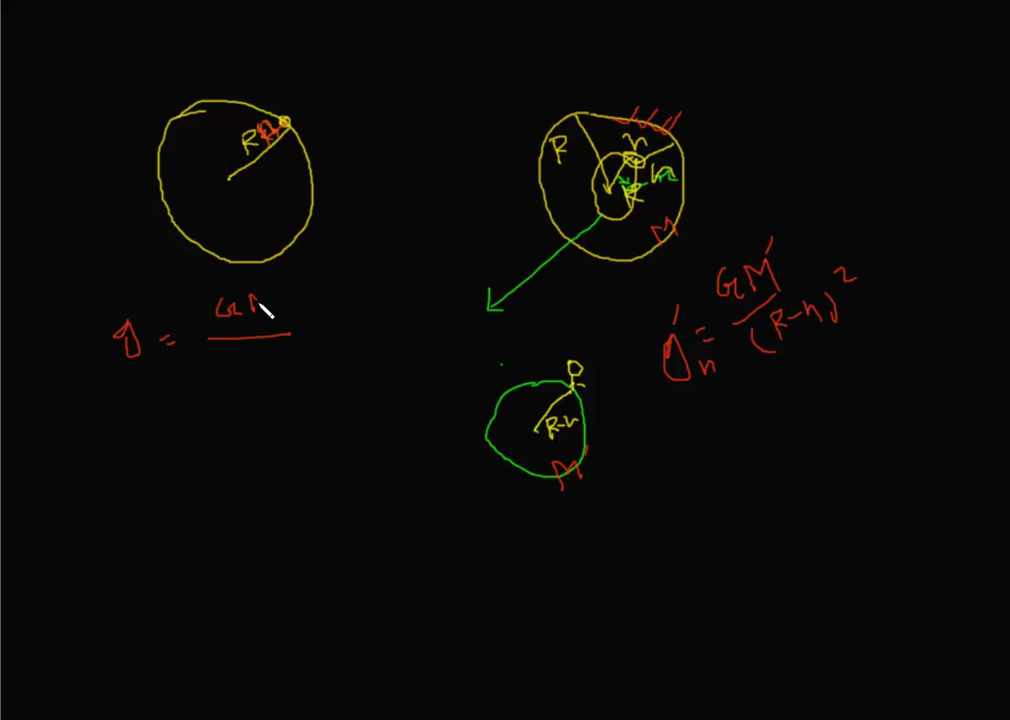 R
R
h
R
M
g = GM
g'h = GM' / (R-h)²
P
R-h
M'